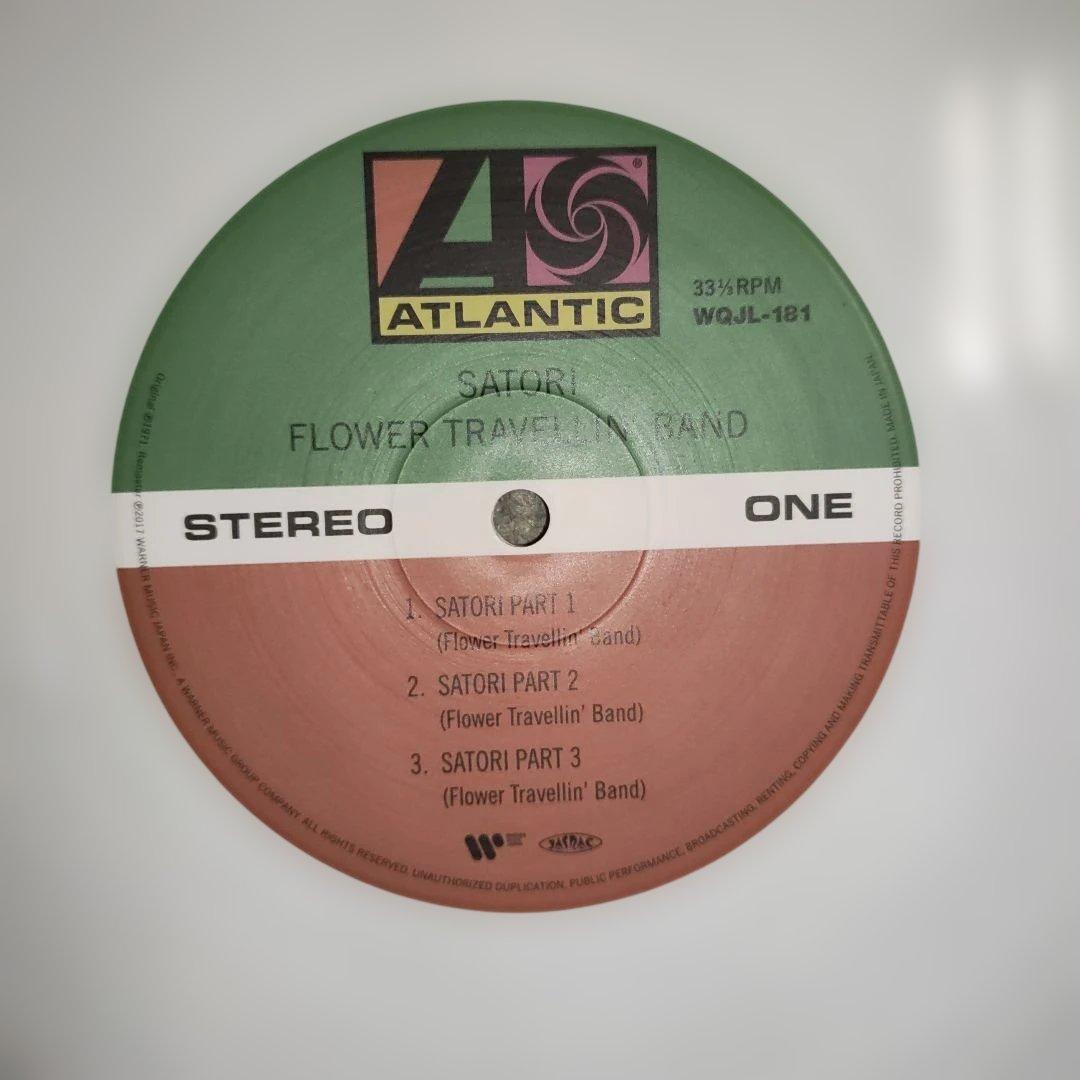 ®
ATLANTIC
33⅓ RPM
WQJL-181
SATORI
FLOWER TRAVELLIN' BAND
STEREO
ONE
1. SATORI PART 1
(Flower Travellin' Band)
2. SATORI PART 2
(Flower Travellin' Band)
3. SATORI PART 3
(Flower Travellin' Band)
JASRAC
Original ℗1971 Remaster ℗2017 WARNER MUSIC JAPAN INC., A WARNER MUSIC GROUP COMPANY. ALL RIGHTS RESERVED. UNAUTHORIZED DUPLICATION, PUBLIC PERFORMANCE, BROADCASTING, RENTING, COPYING AND MAKING TRANSMITTABLE OF THIS RECORD PROHIBITED. MADE IN JAPAN